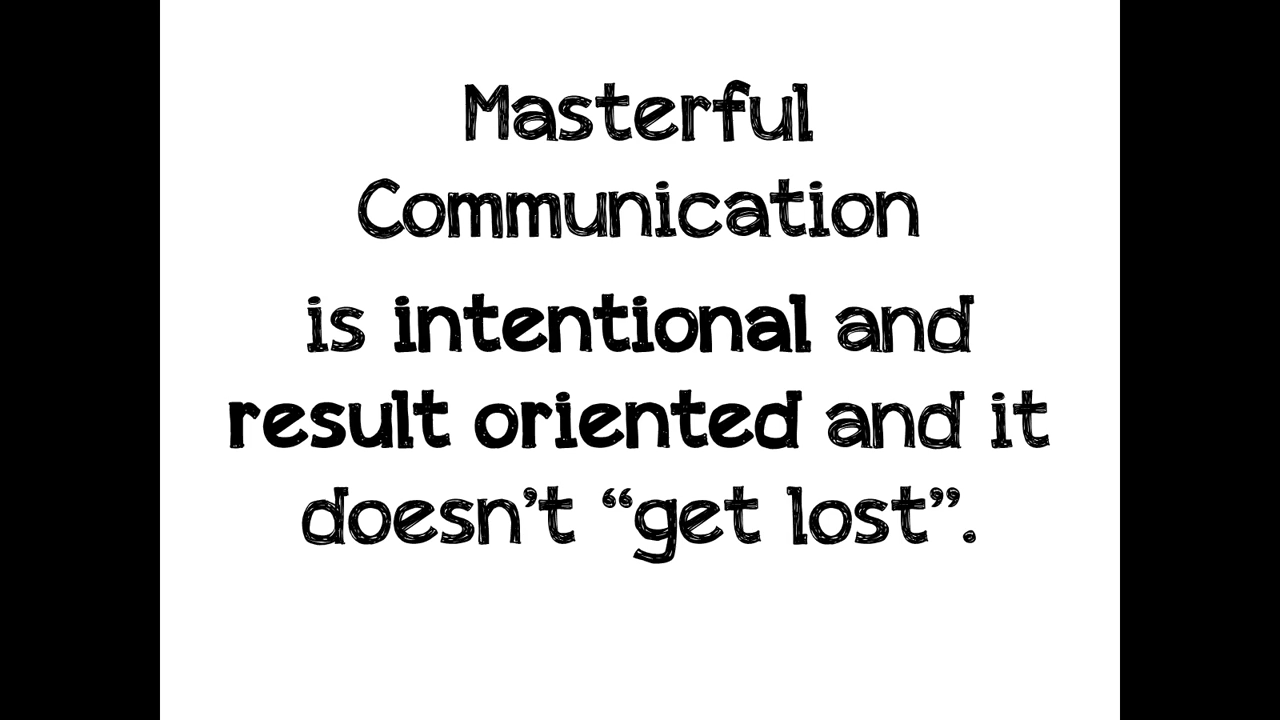 Masterful
Communication
is intentional and
result oriented and it
doesn’t “get lost”.